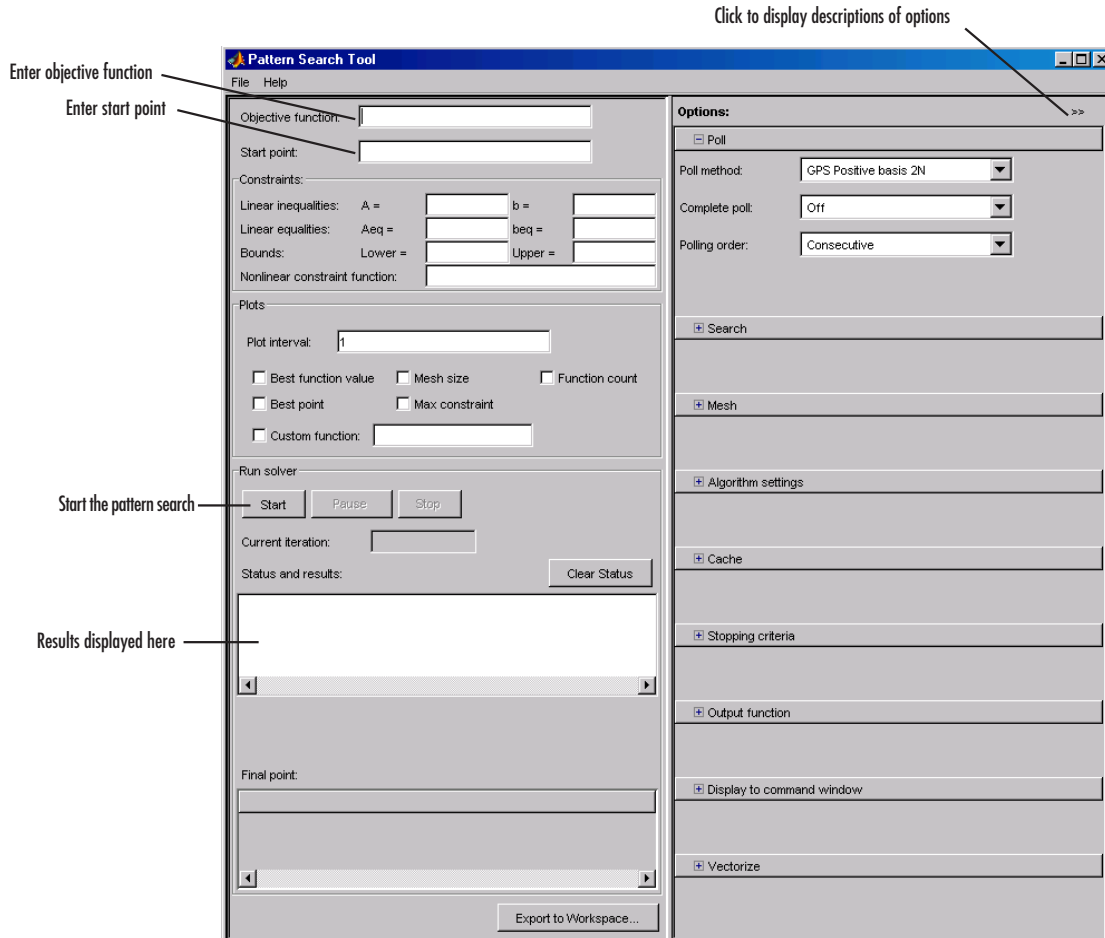 Click to display descriptions of options
Pattern Search Tool
Enter objective function
File Help
Enter start point
Objective function:
Start point:
Constraints:
Linear inequalities: A = b =
Linear equalities: Aeq = beq =
Bounds: Lower = Upper =
Nonlinear constraint function:
Plots
Plot interval: 1
Best function value Mesh size Function count
Best point Max constraint
Custom function:
Run solver
Start the pattern search
Start Pause Stop
Current iteration:
Status and results: Clear Status
Results displayed here
Final point:
Export to Workspace...
Options: >>
Poll
Poll method: GPS Positive basis 2N
Complete poll: Off
Polling order: Consecutive
Search
Mesh
Algorithm settings
Cache
Stopping criteria
Output function
Display to command window
Vectorize